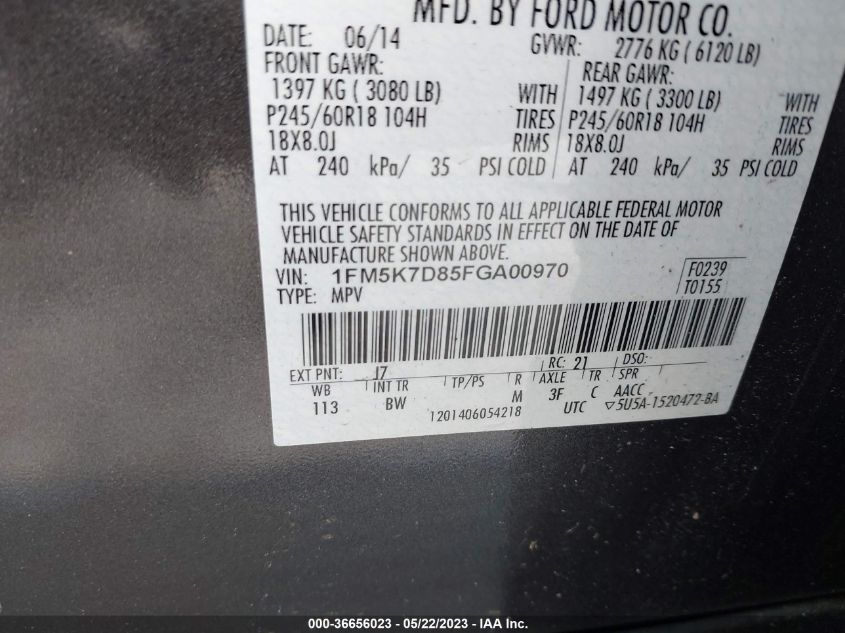 MFD. BY FORD MOTOR CO.
DATE: 06/14 GVWR: 2776 KG ( 6120 LB)
FRONT GAWR: REAR GAWR:
1397 KG ( 3080 LB) WITH 1497 KG ( 3300 LB) WITH
P245/60R18 104H TIRES P245/60R18 104H TIRES
18X8.0J RIMS 18X8.0J RIMS
AT 240 kPa/ 35 PSI COLD AT 240 kPa/ 35 PSI COLD
THIS VEHICLE CONFORMS TO ALL APPLICABLE FEDERAL MOTOR
VEHICLE SAFETY STANDARDS IN EFFECT ON THE DATE OF
MANUFACTURE SHOWN ABOVE.
VIN: 1FM5K7D85FGA00970 F0239
TYPE: MPV T0155
EXT PNT: J7 RC: 21 DSO:
WB INT TR TP/PS R AXLE TR SPR
113 BW M 3F C AACC
1201406054218 UTC ▽5U5A-1520472-BA
000-36656023 - 05/22/2023 - IAA Inc.